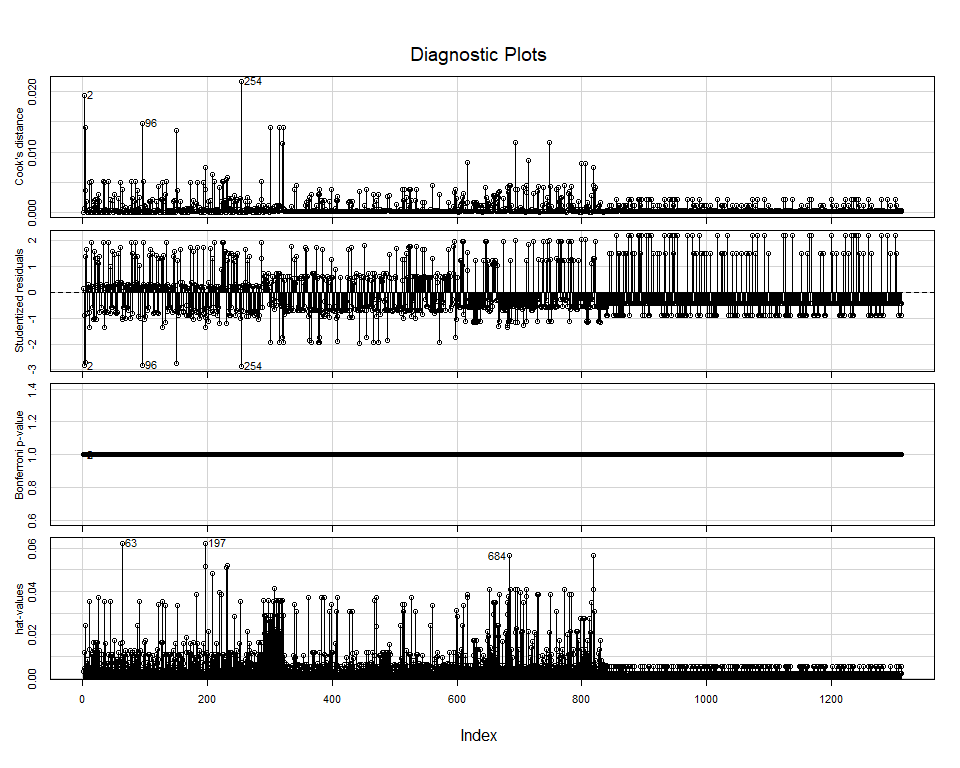 Diagnostic Plots
Cook's distance
0.000 0.010 0.020
2
96
254
Studentized residuals
-3 -2 -1 0 1 2
2
96
254
Bonferroni p-value
0.6 0.8 1.0 1.2 1.4
2
hat-values
0.00 0.02 0.04 0.06
63
197
684
0 200 400 600 800 1000 1200
Index